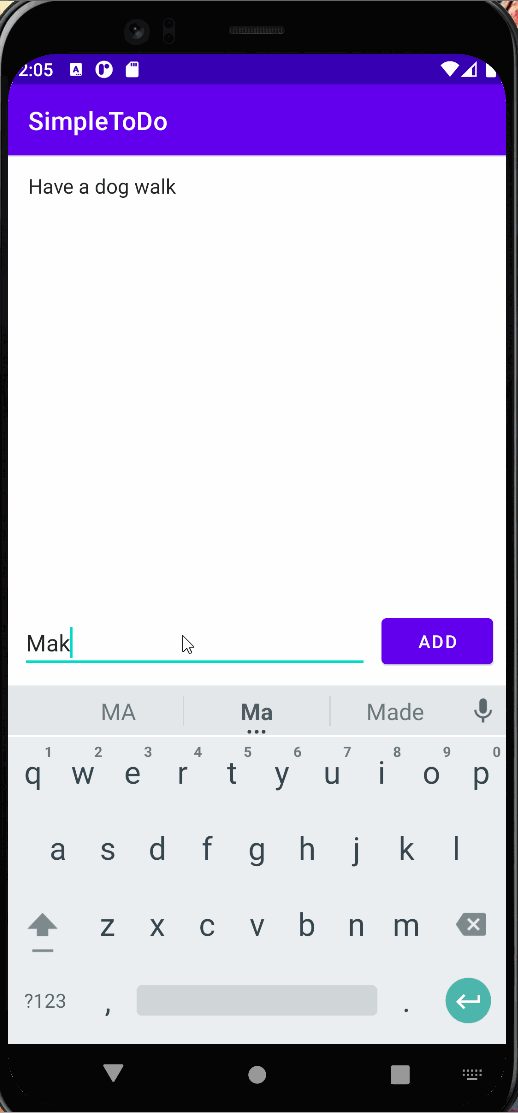 2:05
SimpleToDo
Have a dog walk
Mak
ADD
MA Ma Made
1 2 3 4 5 6 7 8 9 0
q w e r t y u i o p
a s d f g h j k l
z x c v b n m
?123 , .